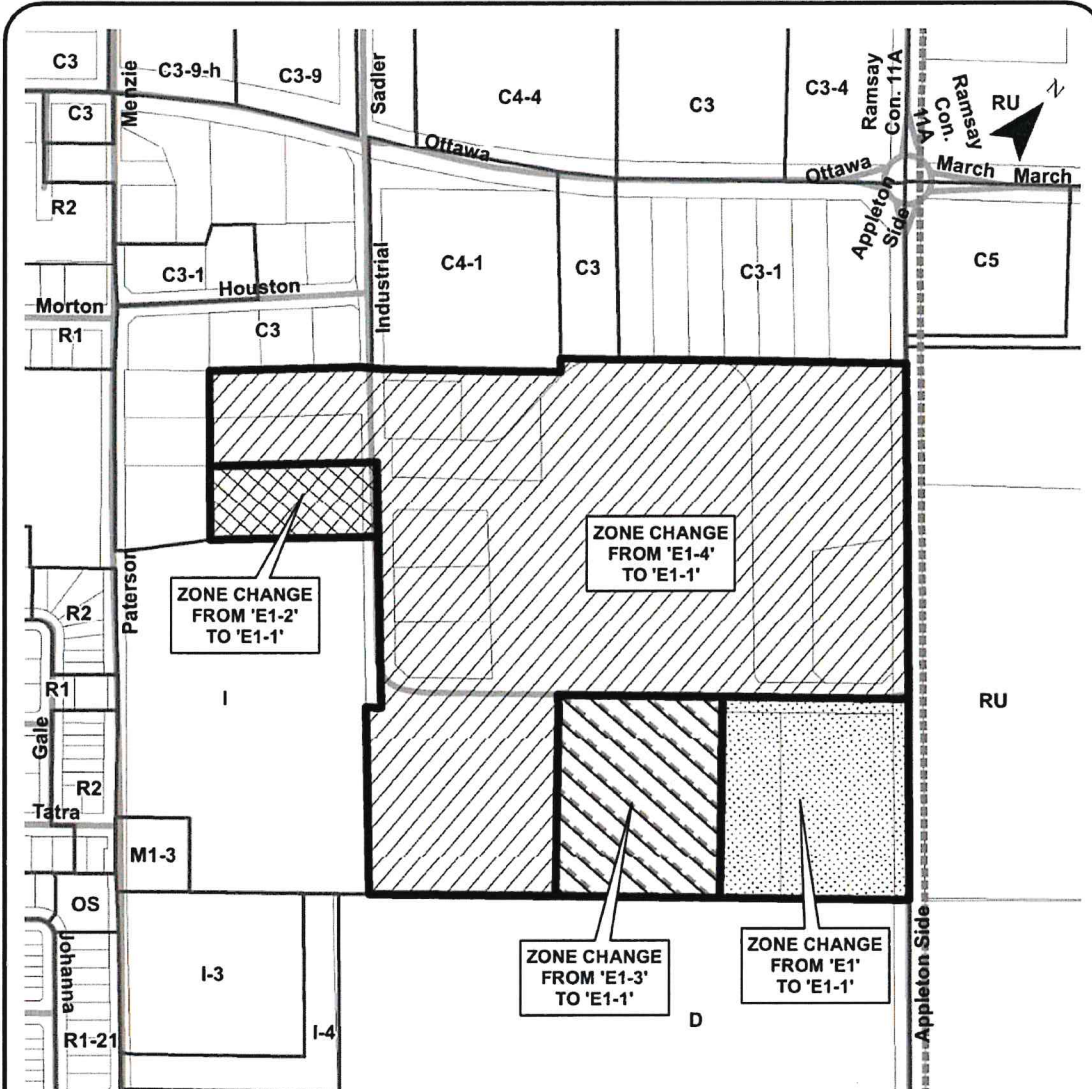 C3
C3-9-h
C3-9
C4-4
C3
C3-4
Ramsay
Con. 11A
Ramsay
Con.
11A
RU
N
Menzie
Sadler
C3
Ottawa
Ottawa
March
March
R2
Appleton
Side
C3-1
Houston
C4-1
C3
C3-1
C5
Morton
R1
C3
Industrial
ZONE CHANGE
FROM 'E1-4'
TO 'E1-1'
ZONE CHANGE
FROM 'E1-2'
TO 'E1-1'
Paterson
R2
R1
I
RU
Gale
R2
Tatra
M1-3
OS
ZONE CHANGE
FROM 'E1-3'
TO 'E1-1'
ZONE CHANGE
FROM 'E1'
TO 'E1-1'
Appleton Side
Johanna
I-3
I-4
D
R1-21